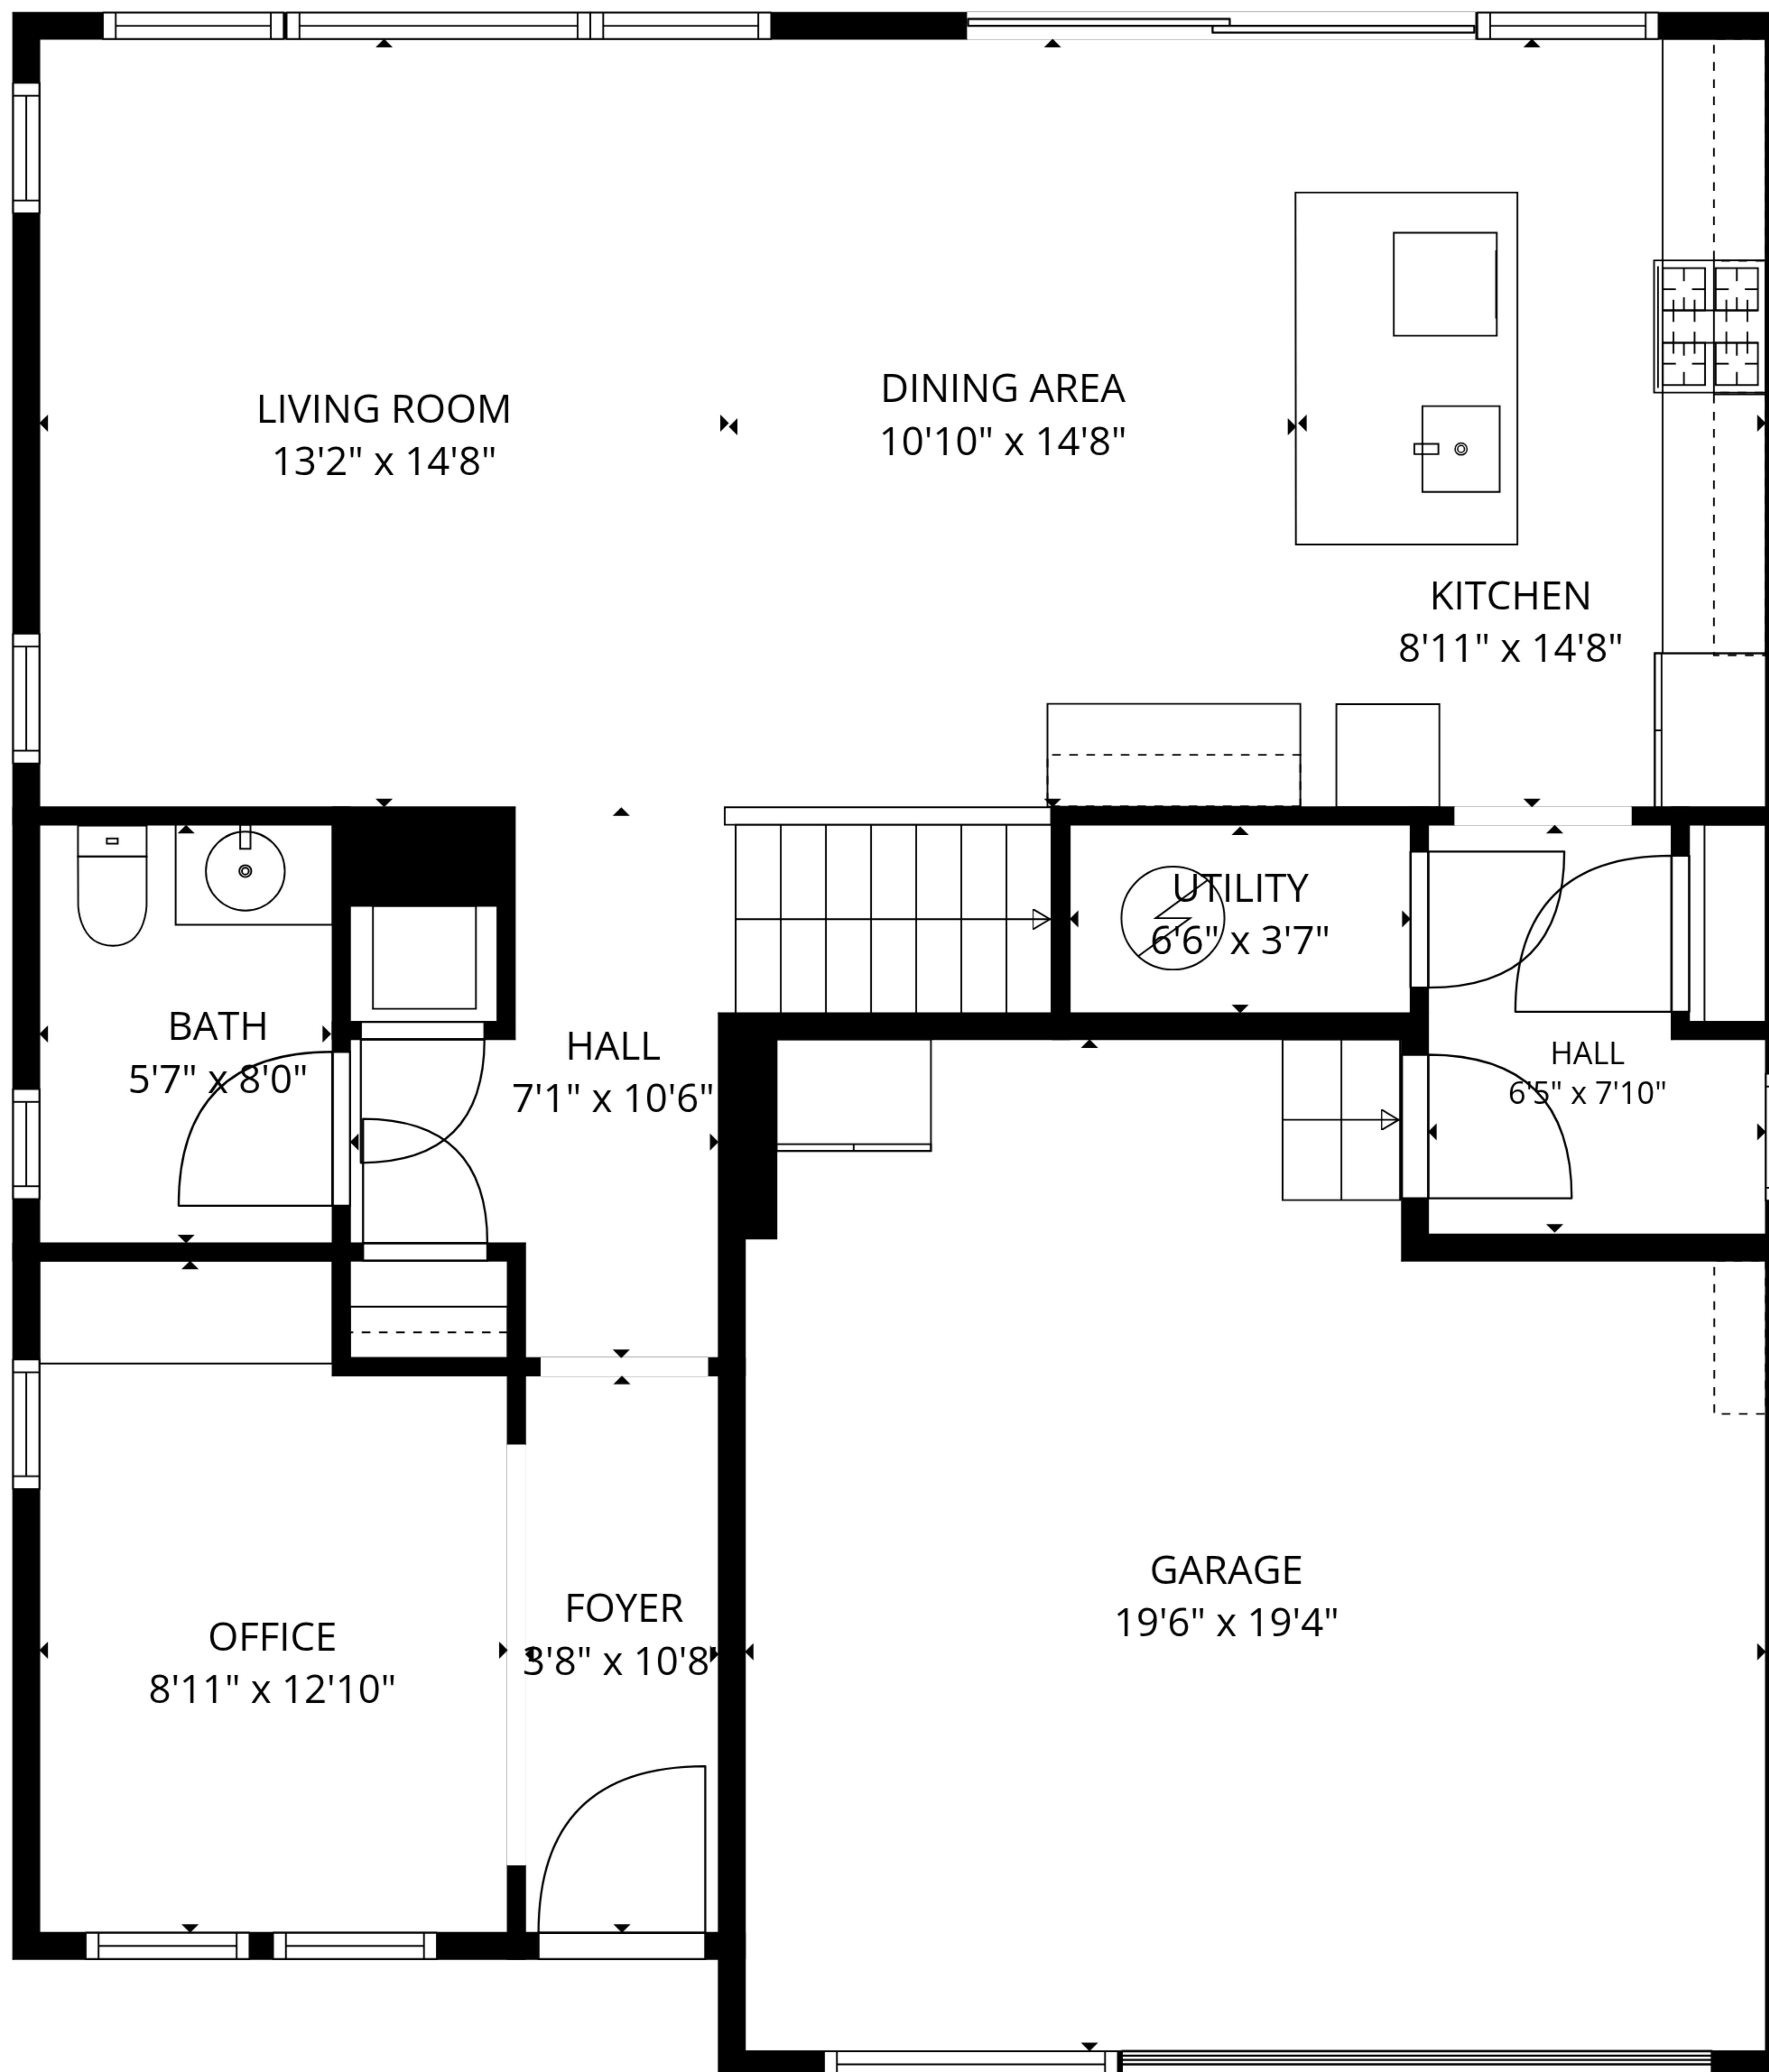 LIVING ROOM
13'2" x 14'8"
DINING AREA
10'10" x 14'8"
KITCHEN
8'11" x 14'8"
UTILITY
6'6" x 3'7"
BATH
5'7" x 8'0"
HALL
7'1" x 10'6"
HALL
6'5" x 7'10"
GARAGE
19'6" x 19'4"
FOYER
3'8" x 10'8"
OFFICE
8'11" x 12'10"